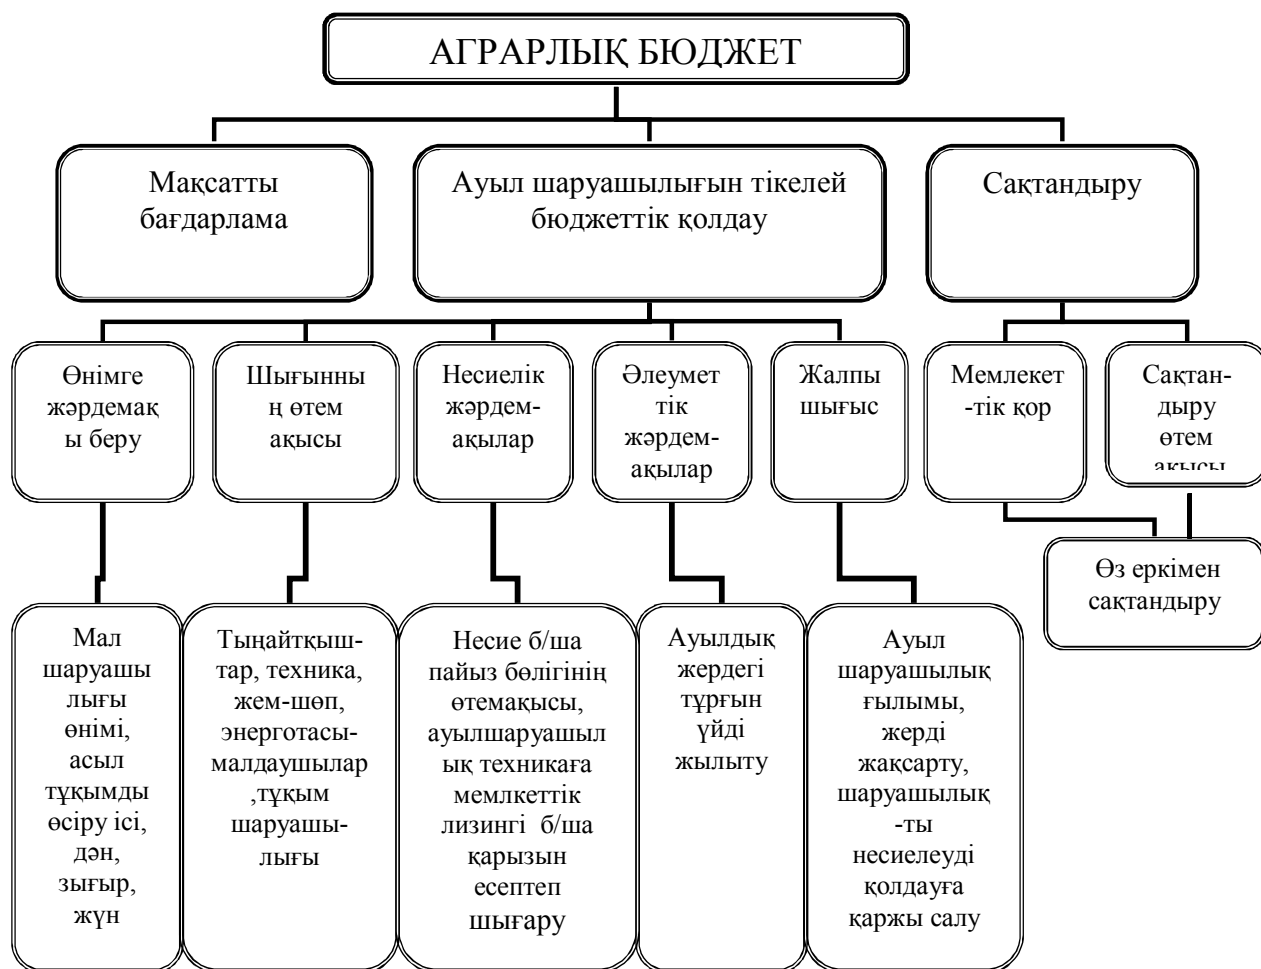 АГРАРЛЫҚ БЮДЖЕТ
Мақсатты
бағдарлама
Ауыл шаруашылығын тікелей
бюджеттік қолдау
Сақтандыру
Өнімге
жәрдемақ
ы беру
Шығынны
ң өтем
ақысы
Несиелік
жәрдем-
ақылар
Әлеумет
тік
жәрдем-
ақылар
Жалпы
шығыс
Мемлекет
-тік қор
Сақтан-
дыру
өтем
ақысы
Өз еркімен
сақтандыру
Мал
шаруашы
лығы
өнімі,
асыл
тұқымды
өсіру ісі,
дән,
зығыр,
жүн
Тыңайтқыш-
тар, техника,
жем-шөп,
энерготасы-
малдаушылар
,тұқым
шаруашы-
лығы
Несие б/ша
пайыз бөлігінің
өтемақысы,
ауылшаруашыл
ық техникаға
мемлкеттік
лизингі б/ша
қарызын
есептеп
шығару
Ауылдық
жердегі
тұрғын
үйді
жылыту
Ауыл
шаруашылық
ғылымы,
жерді
жақсарту,
шаруашылық
-ты
несиелеуді
қолдауға
қаржы салу